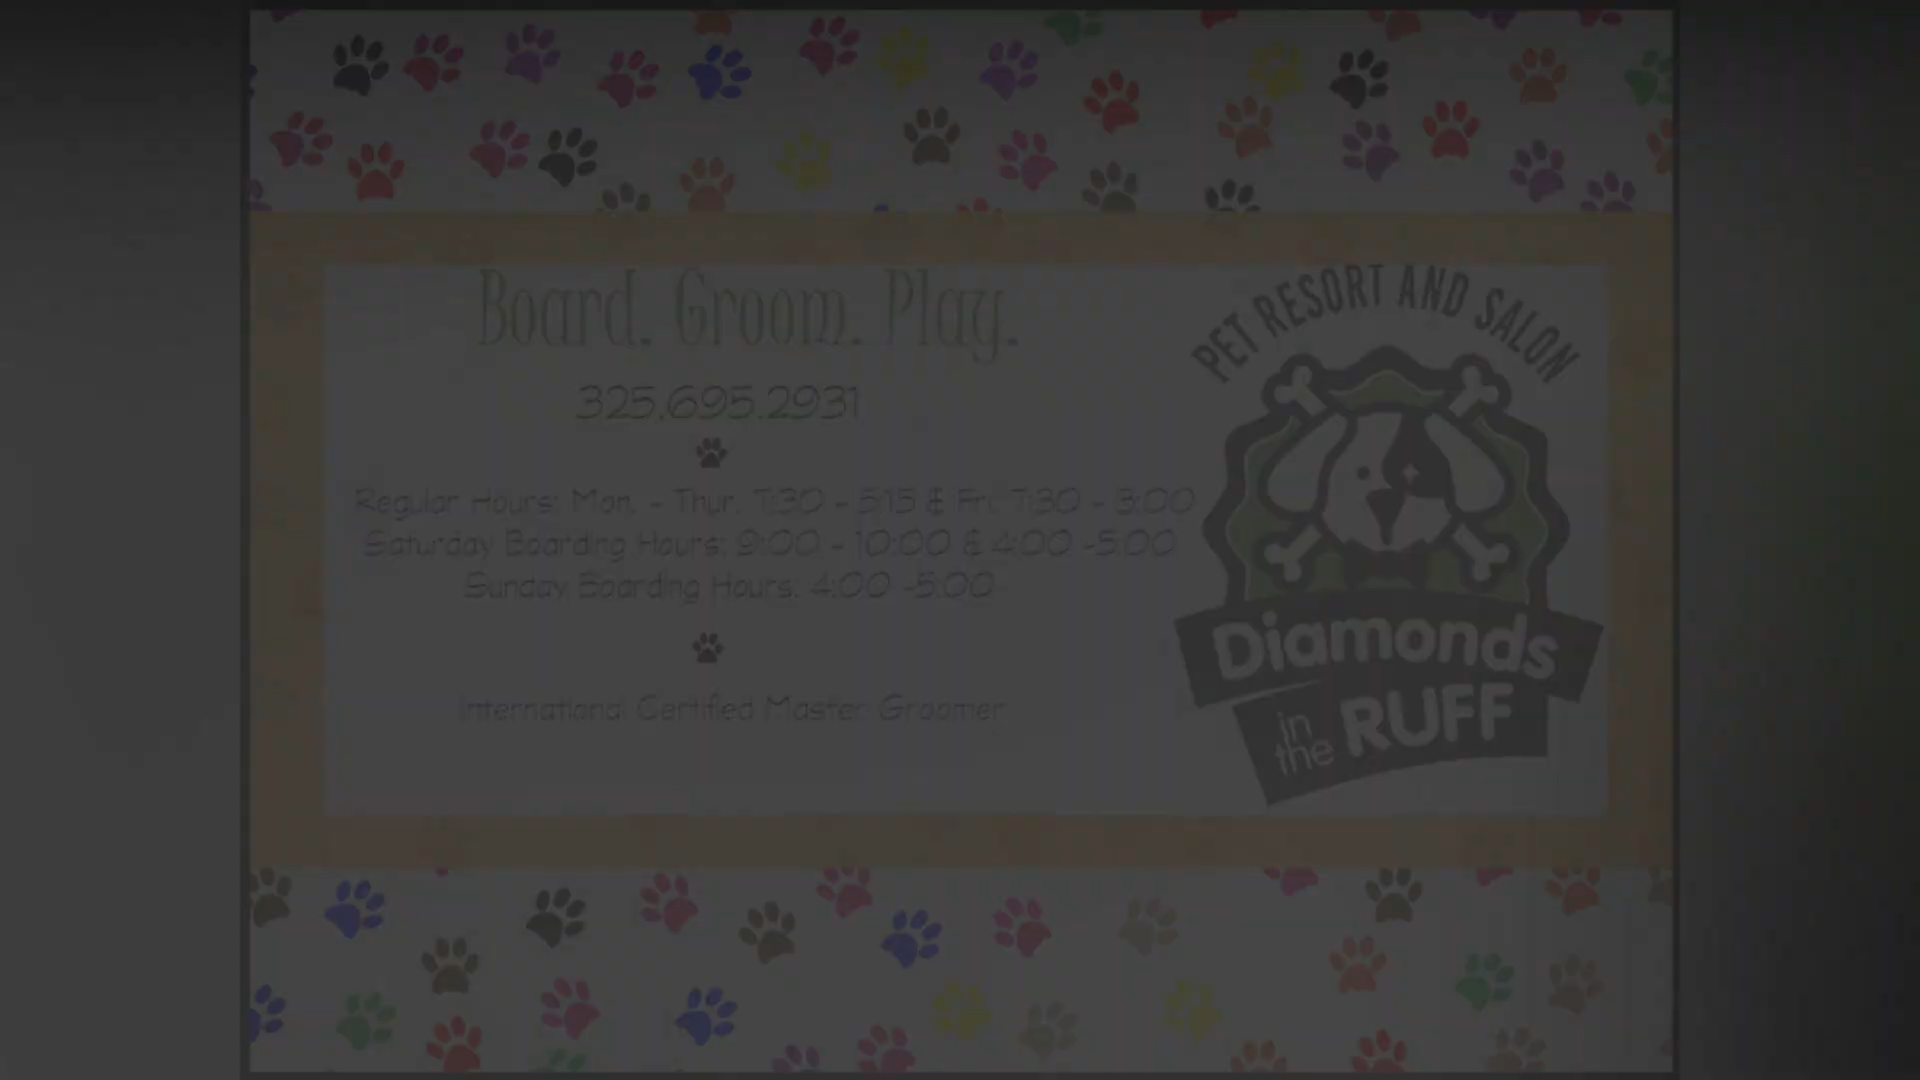 Board. Groom. Play.
325.695.2931
Regular Hours: Mon. - Thur. 7:30 - 5:15 & Fri. 7:30 - 3:00
Saturday Boarding Hours: 9:00 - 10:00 & 4:00 -5:00
Sunday Boarding Hours: 4:00 -5:00
International Certified Master Groomer
PET RESORT AND SALON
Diamonds
in the RUFF